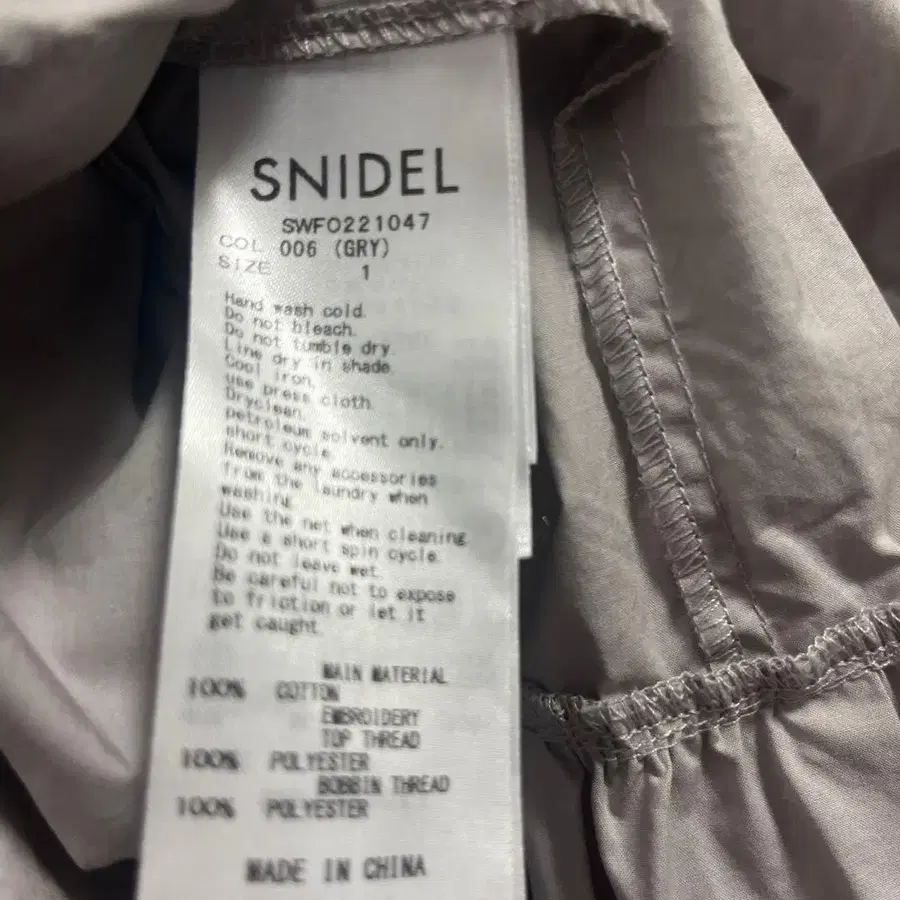 SNIDEL
SWFO221047
COL 006 (GRY)
SIZE 1
Hand wash cold.
Do not bleach.
Do not tumble dry.
Line dry in shade.
Cool iron,
use press cloth.
Dryclean,
petroleum solvent only.
short cycle
Remove any accessories
from the laundry when
washing.
Use the net when cleaning
Use a short spin cycle.
Do not leave wet.
Be careful not to expose
to friction or let it
get caught.
MAIN MATERIAL
100% COTTON
EMBROIDERY
TOP THREAD
100% POLYESTER
BOBBIN THREAD
100% POLYESTER
MADE IN CHINA